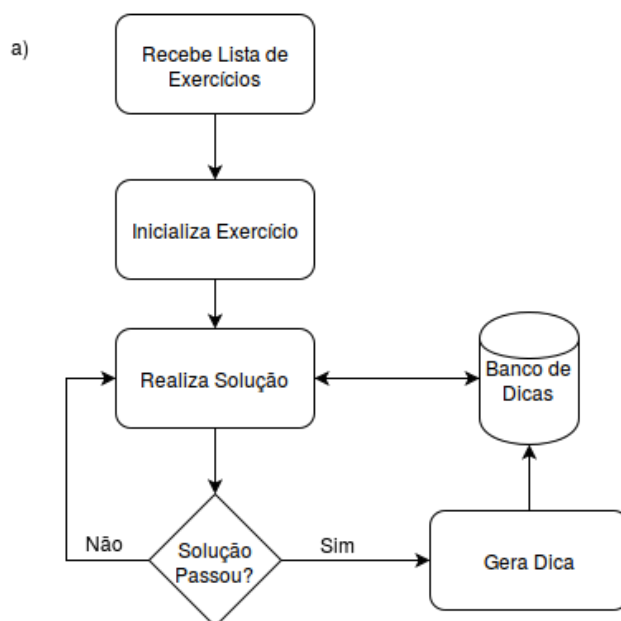 a)
Recebe Lista de
Exercícios
Inicializa Exercício
Realiza Solução
Banco de
Dicas
Não
Solução
Passou?
Sim
Gera Dica